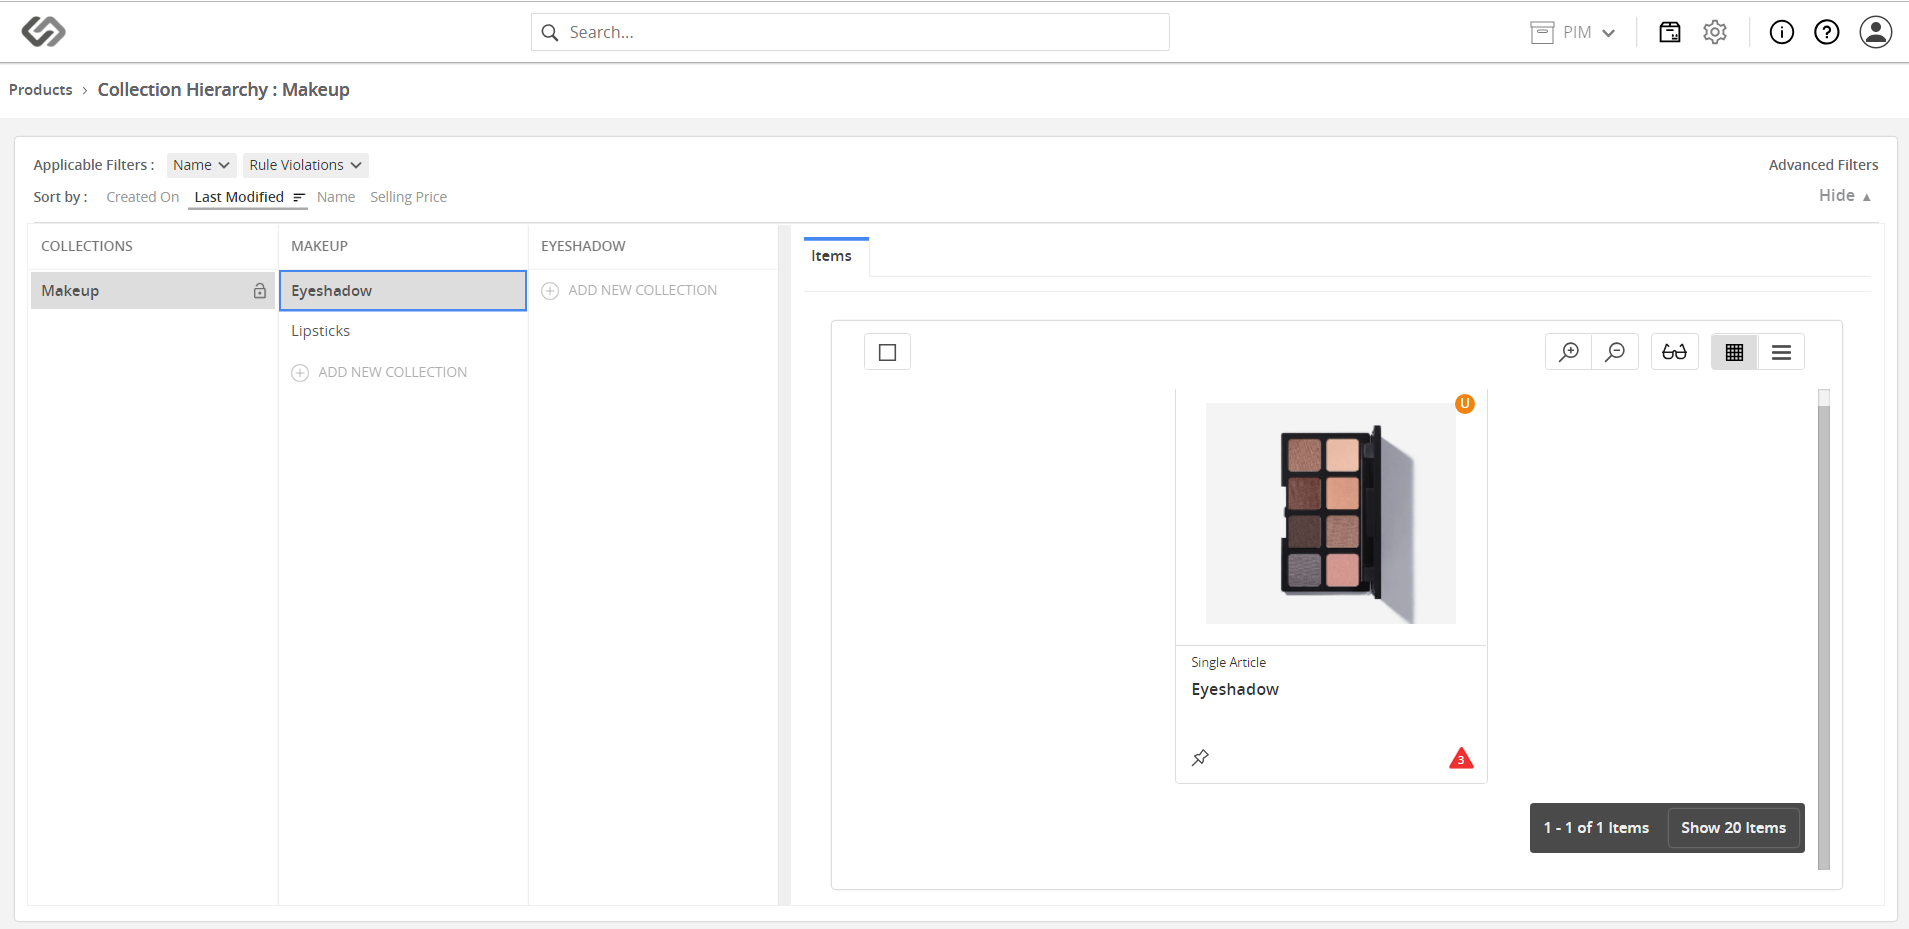 Search...
PIM
Products › Collection Hierarchy : Makeup
Applicable Filters : Name Rule Violations
Advanced Filters
Sort by : Created On Last Modified Name Selling Price
Hide ▲
COLLECTIONS
Makeup
MAKEUP
Eyeshadow
Lipsticks
ADD NEW COLLECTION
EYESHADOW
ADD NEW COLLECTION
Items
U
Single Article
Eyeshadow
3
1 - 1 of 1 Items
Show 20 Items